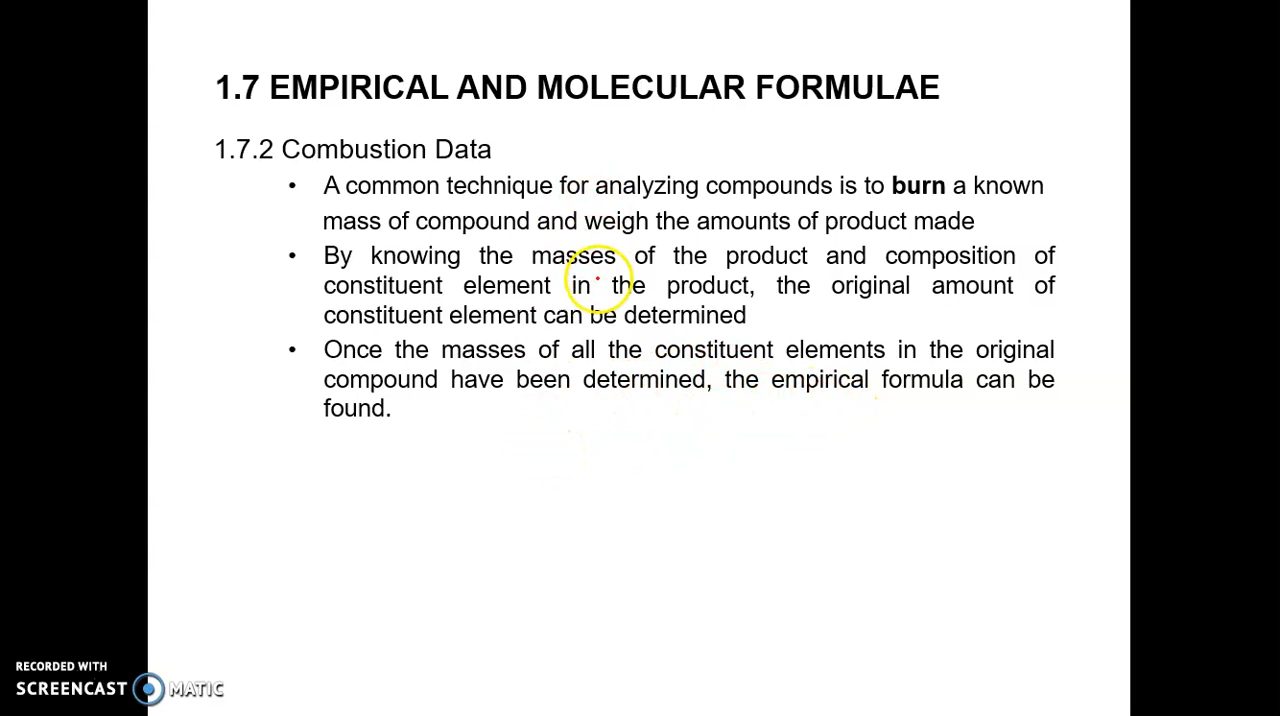 1.7 EMPIRICAL AND MOLECULAR FORMULAE
1.7.2 Combustion Data
• A common technique for analyzing compounds is to burn a known
mass of compound and weigh the amounts of product made
• By knowing the masses of the product and composition of
constituent element in the product, the original amount of
constituent element can be determined
• Once the masses of all the constituent elements in the original
compound have been determined, the empirical formula can be
found.
RECORDED WITH
SCREENCAST MATIC